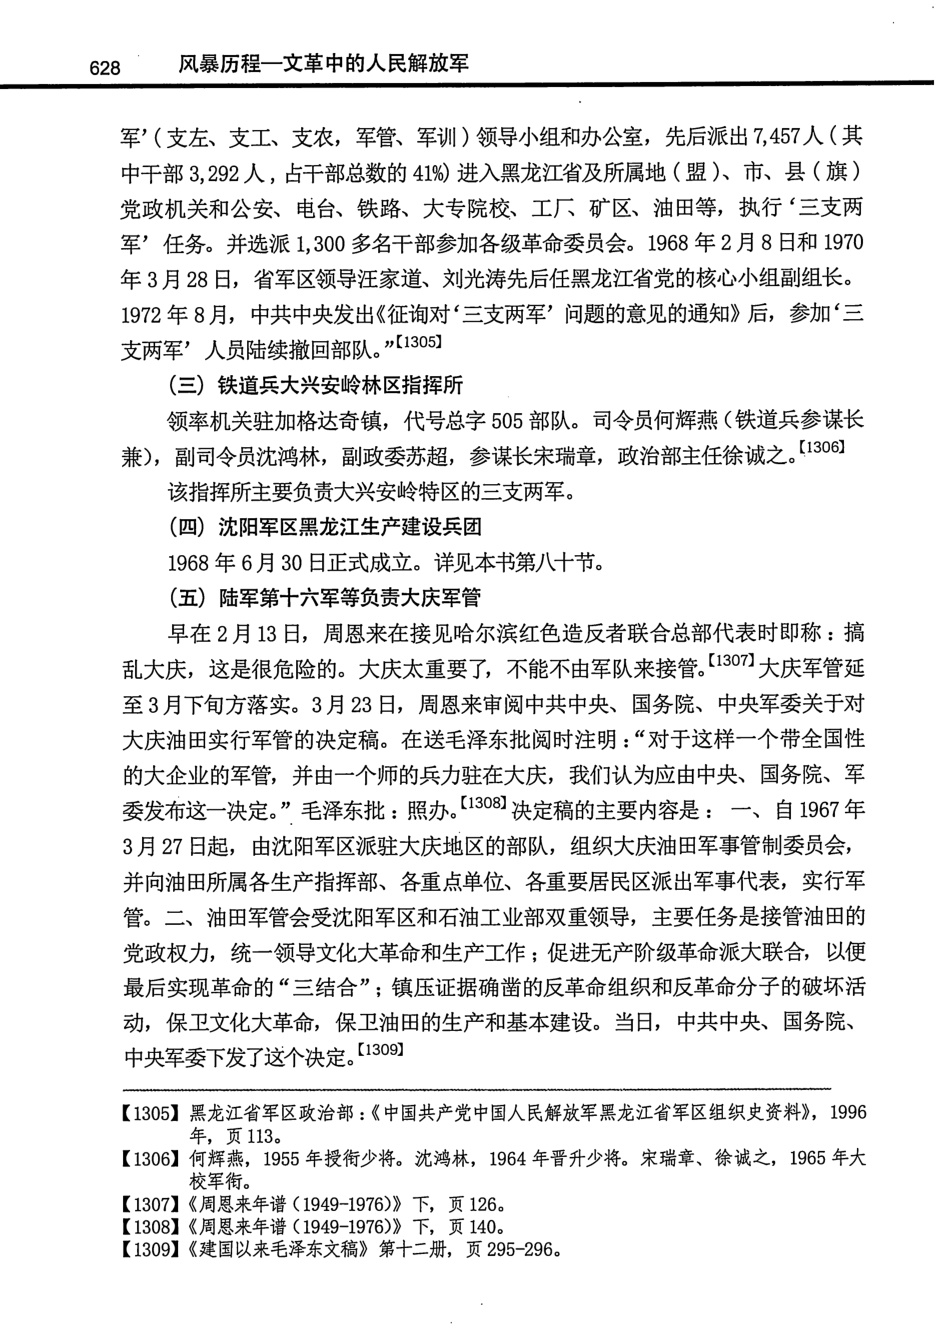 628 风暴历程—文革中的人民解放军
军’(支左、支工、支农，军管、军训)领导小组和办公室，先后派出7,457人(其
中干部3,292人，占干部总数的41%)进入黑龙江省及所属地(盟)、市、县(旗)
党政机关和公安、电台、铁路、大专院校、工厂、矿区、油田等，执行‘三支两
军’任务。并选派1,300多名干部参加各级革命委员会。1968年2月8日和1970
年3月28日，省军区领导汪家道、刘光涛先后任黑龙江省党的核心小组副组长。
1972年8月，中共中央发出《征询对‘三支两军’问题的意见的通知》后，参加‘三
支两军’人员陆续撤回部队。”【1305】
(三)铁道兵大兴安岭林区指挥所
领率机关驻加格达奇镇，代号总字505部队。司令员何辉燕(铁道兵参谋长
兼)，副司令员沈鸿林，副政委苏超，参谋长宋瑞章，政治部主任徐诚之。【1306】
该指挥所主要负责大兴安岭特区的三支两军。
(四)沈阳军区黑龙江生产建设兵团
1968年6月30日正式成立。详见本书第八十节。
(五)陆军第十六军等负责大庆军管
早在2月13日，周恩来在接见哈尔滨红色造反者联合总部代表时即称：搞
乱大庆，这是很危险的。大庆太重要了，不能不由军队来接管。【1307】大庆军管延
至3月下旬方落实。3月23日，周恩来审阅中共中央、国务院、中央军委关于对
大庆油田实行军管的决定稿。在送毛泽东批阅时注明：“对于这样一个带全国性
的大企业的军管，并由一个师的兵力驻在大庆，我们认为应由中央、国务院、军
委发布这一决定。”毛泽东批：照办。【1308】决定稿的主要内容是：一、自1967年
3月27日起，由沈阳军区派驻大庆地区的部队，组织大庆油田军事管制委员会，
并向油田所属各生产指挥部、各重点单位、各重要居民区派出军事代表，实行军
管。二、油田军管会受沈阳军区和石油工业部双重领导，主要任务是接管油田的
党政权力，统一领导文化大革命和生产工作；促进无产阶级革命派大联合，以便
最后实现革命的“三结合”；镇压证据确凿的反革命组织和反革命分子的破坏活
动，保卫文化大革命，保卫油田的生产和基本建设。当日，中共中央、国务院、
中央军委下发了这个决定。【1309】
【1305】黑龙江省军区政治部：《中国共产党中国人民解放军黑龙江省军区组织史资料》，1996
年，页113。
【1306】何辉燕，1955年授衔少将。沈鸿林，1964年晋升少将。宋瑞章、徐诚之，1965年大
校军衔。
【1307】《周恩来年谱(1949-1976)》下，页126。
【1308】《周恩来年谱(1949-1976)》下，页140。
【1309】《建国以来毛泽东文稿》第十二册，页295-296。